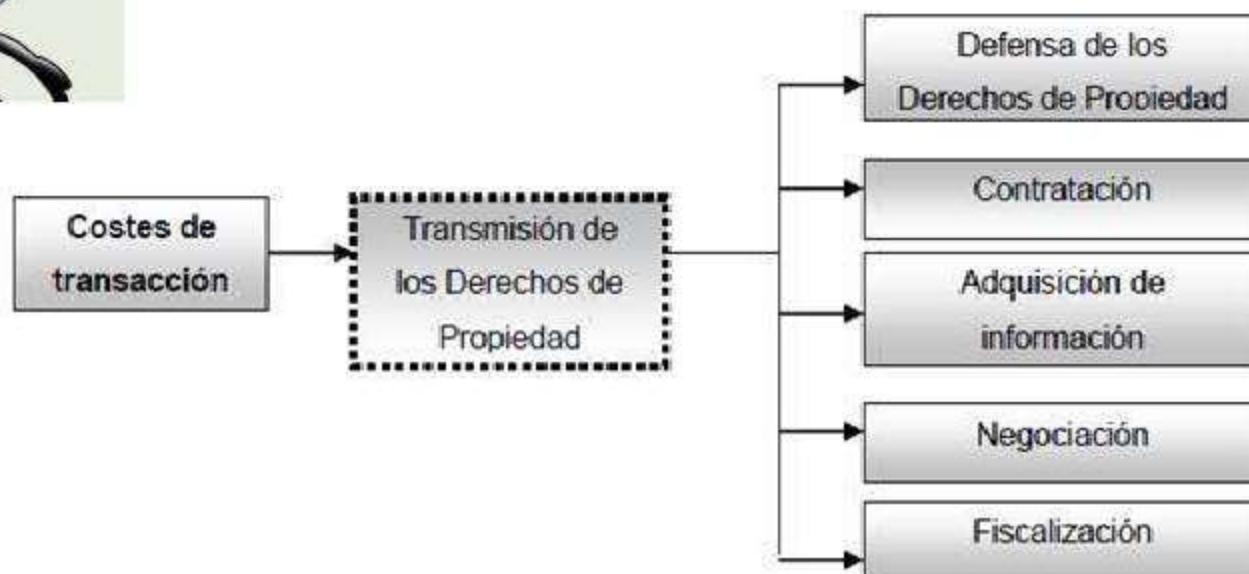 Costes de
transacción
Transmisión de
los Derechos de
Propiedad
Defensa de los
Derechos de Propiedad
Contratación
Adquisición de
información
Negociación
Fiscalización